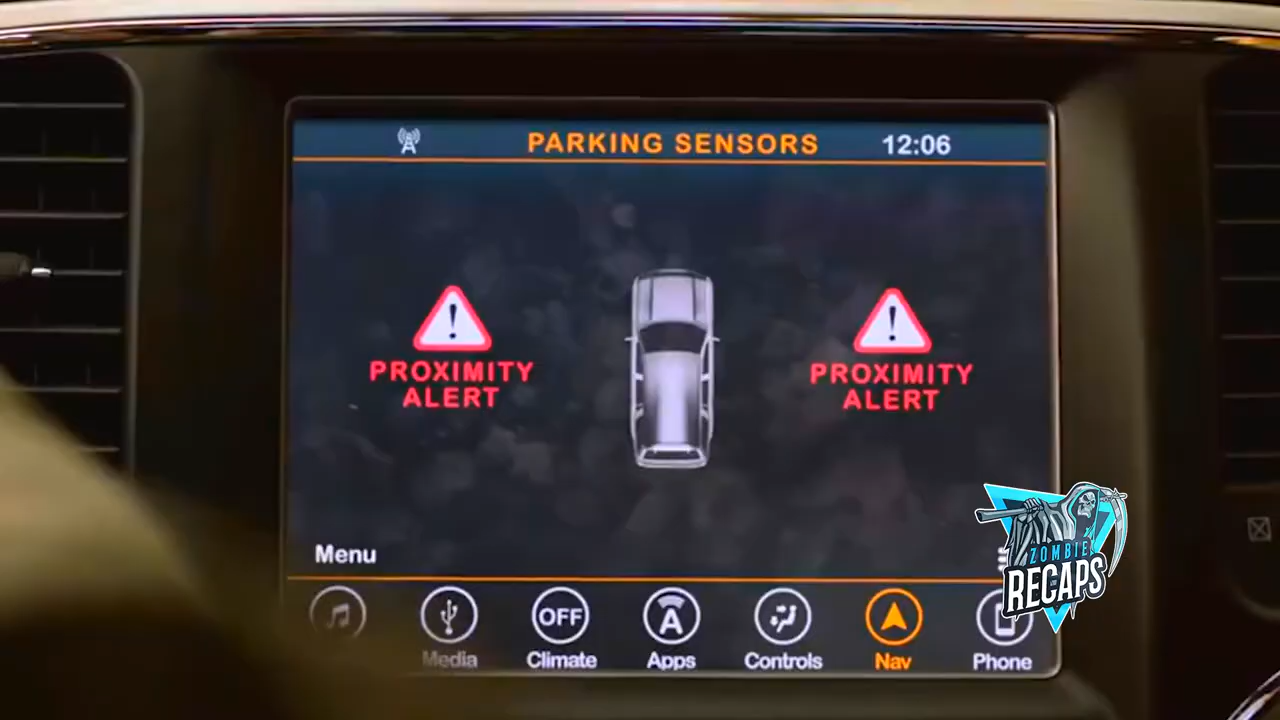 PARKING SENSORS
12:06
PROXIMITY
ALERT
PROXIMITY
ALERT
Menu
OFF
A
Media
Climate
Apps
Controls
Nav
Phone
ZOMBIE
RECAPS